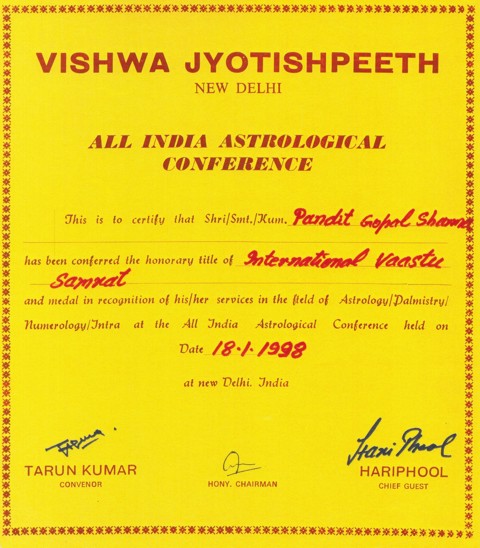 VISHWA JYOTISHPEETH
NEW DELHI
ALL INDIA ASTROLOGICAL
CONFERENCE
This is to certify that Shri/Smt./Kum. Pandit Gopal Sharma
has been conferred the honorary title of International Vaastu
Samrat
and medal in recognition of his/her services in the field of Astrology/Palmistry/
Numerology/Intra at the All India Astrological Conference held on
Date 18.1.1998
at new Delhi. India
Hari Phool
TARUN KUMAR
CONVENOR
HONY. CHAIRMAN
HARIPHOOL
CHIEF GUEST